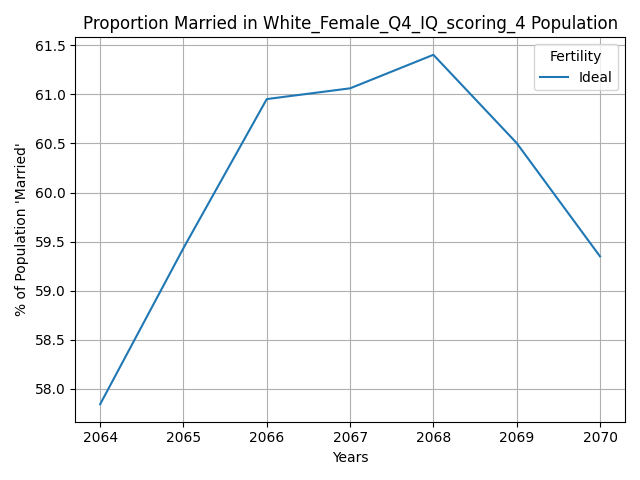 Proportion Married in White_Female_Q4_IQ_scoring_4 Population
61.5
61.0
60.5
60.0
59.5
59.0
58.5
58.0
% of Population 'Married'
Fertility
Ideal
2064 2065 2066 2067 2068 2069 2070
Years